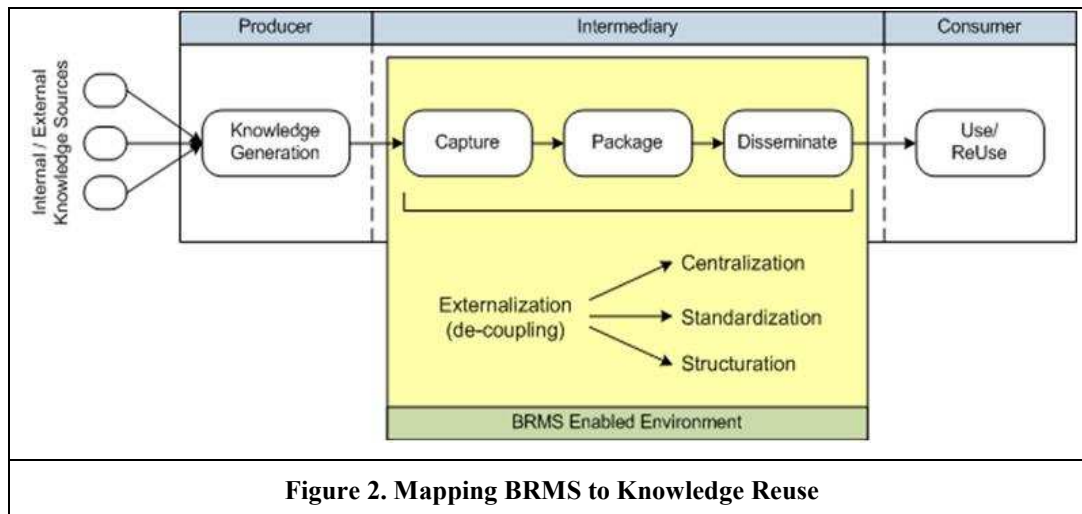 Producer
Intermediary
Consumer
Internal / External
Knowledge Sources
Knowledge
Generation
Capture
Package
Disseminate
Use/
ReUse
Externalization
(de-coupling)
Centralization
Standardization
Structuration
BRMS Enabled Environment
Figure 2. Mapping BRMS to Knowledge Reuse